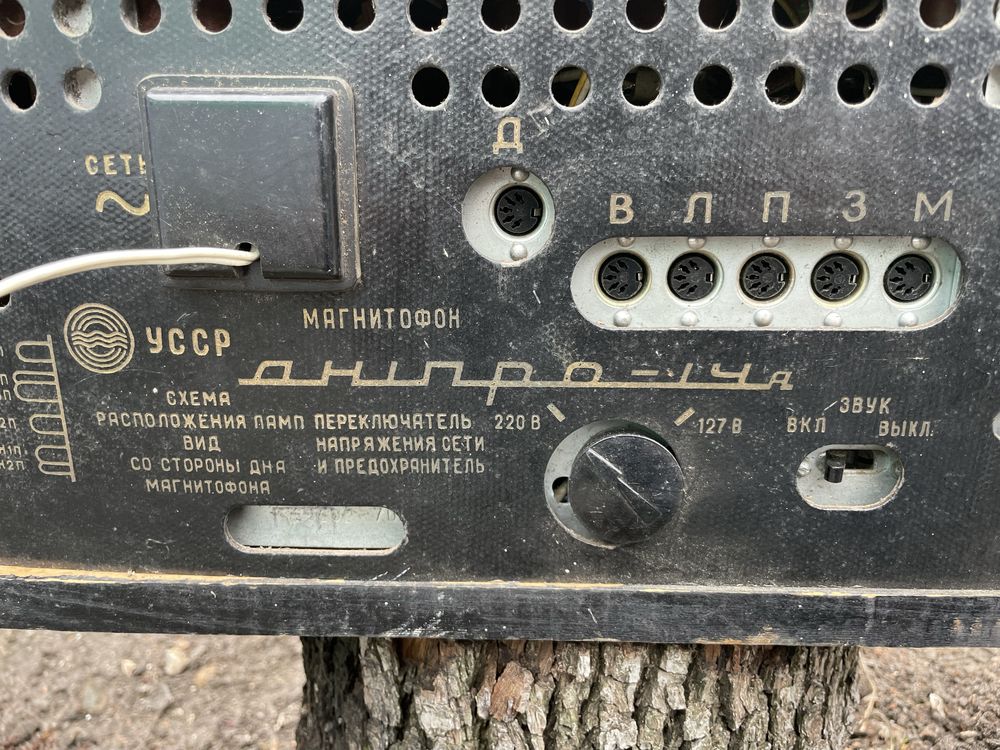 Д
СЕТЬ
~
В Л П З М
МАГНИТОФОН
УССР
ДНІПРО-14А
СХЕМА
РАСПОЛОЖЕНИЯ ЛАМП
ВИД
СО СТОРОНЫ ДНА
МАГНИТОФОНА
ПЕРЕКЛЮЧАТЕЛЬ
НАПРЯЖЕНИЯ СЕТИ
И ПРЕДОХРАНИТЕЛЬ
220 В
127 В
ЗВУК
ВКЛ ВЫКЛ.